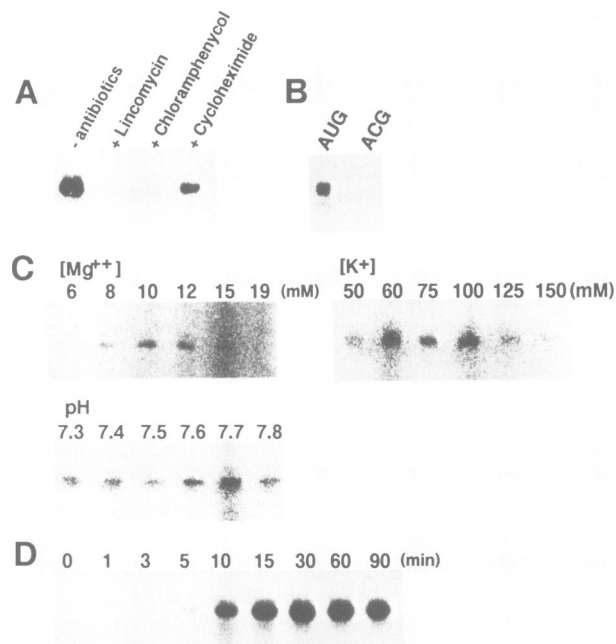 A
- antibiotics
+ Lincomycin
+ Chloramphenycol
+ Cycloheximide
B
AUG
ACG
C
[Mg++]
6 8 10 12 15 19 (mM)
[K+]
50 60 75 100 125 150 (mM)
pH
7.3 7.4 7.5 7.6 7.7 7.8
D
0 1 3 5 10 15 30 60 90 (min)